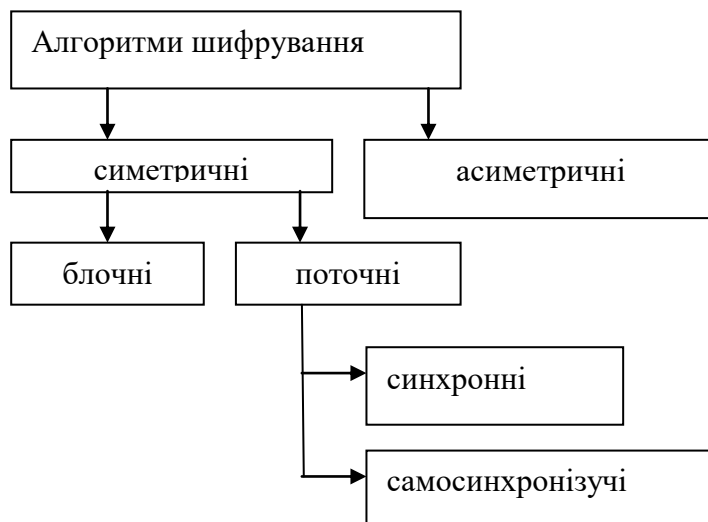 Алгоритми шифрування
симетричні
асиметричні
блочні
поточні
синхронні
самосинхронізучі